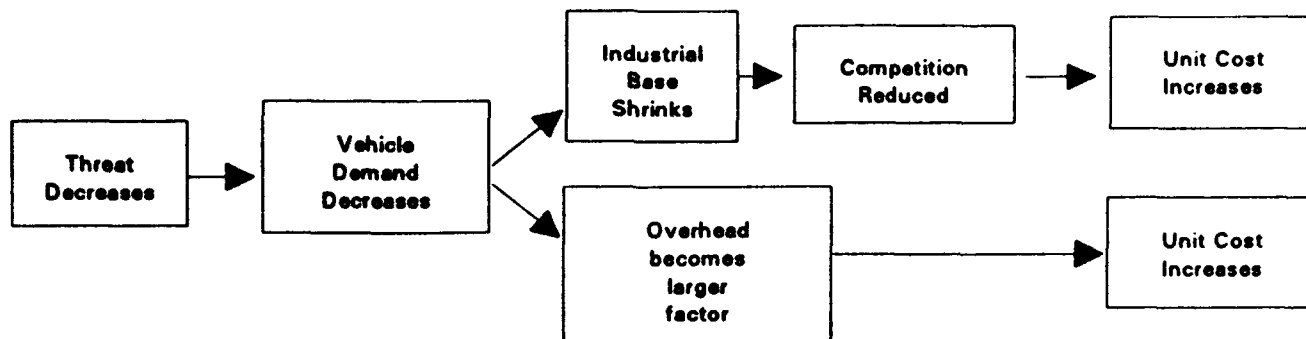 Threat
Decreases
Vehicle
Demand
Decreases
Industrial
Base
Shrinks
Competition
Reduced
Unit Cost
Increases
Overhead
becomes
larger
factor
Unit Cost
Increases